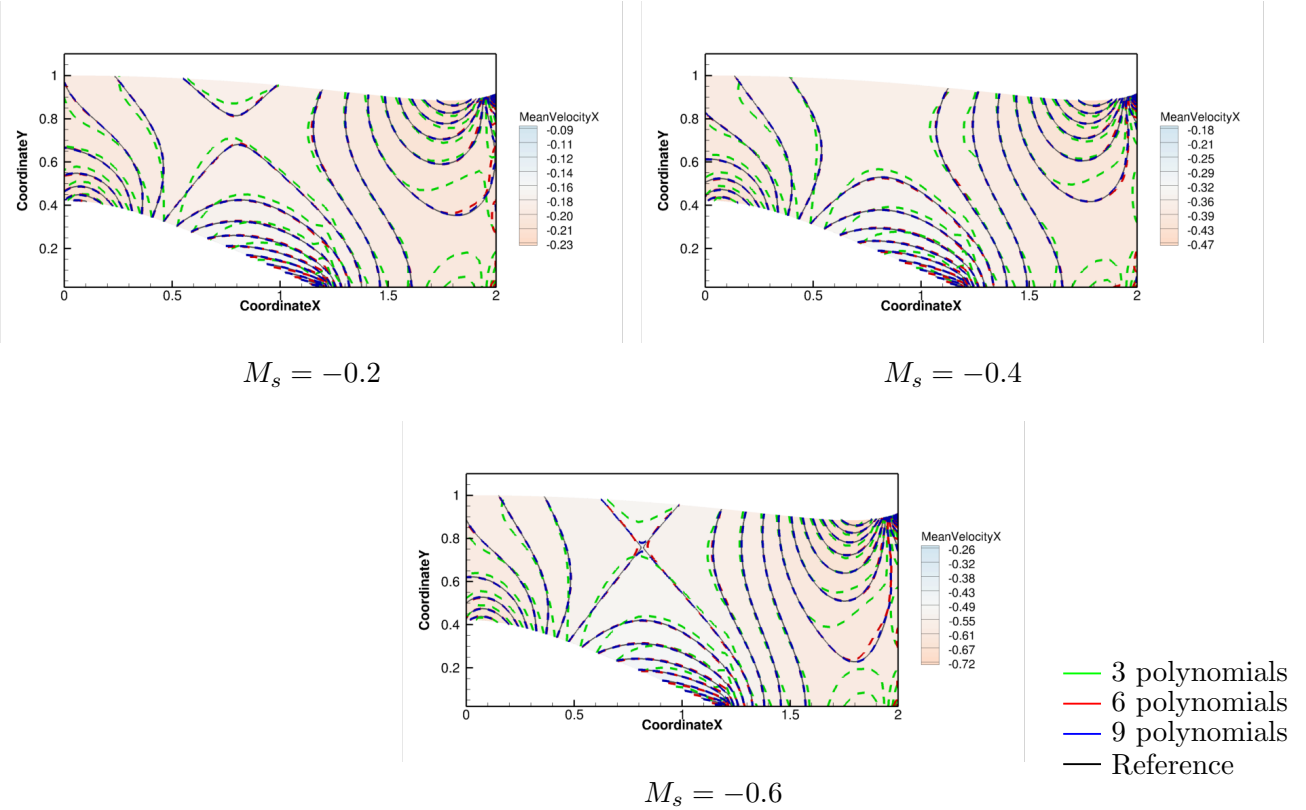 MeanVelocityX
-0.09
-0.11
-0.12
-0.14
-0.16
-0.18
-0.20
-0.21
-0.23
CoordinateY
1
0.8
0.6
0.4
0.2
0 0.5 1 1.5 2
CoordinateX
M_s = −0.2
MeanVelocityX
-0.18
-0.21
-0.25
-0.29
-0.32
-0.36
-0.39
-0.43
-0.47
CoordinateY
1
0.8
0.6
0.4
0.2
0 0.5 1 1.5 2
CoordinateX
M_s = −0.4
MeanVelocityX
-0.26
-0.32
-0.38
-0.43
-0.49
-0.55
-0.61
-0.67
-0.72
CoordinateY
1
0.8
0.6
0.4
0.2
0 0.5 1 1.5 2
CoordinateX
M_s = −0.6
3 polynomials
6 polynomials
9 polynomials
Reference